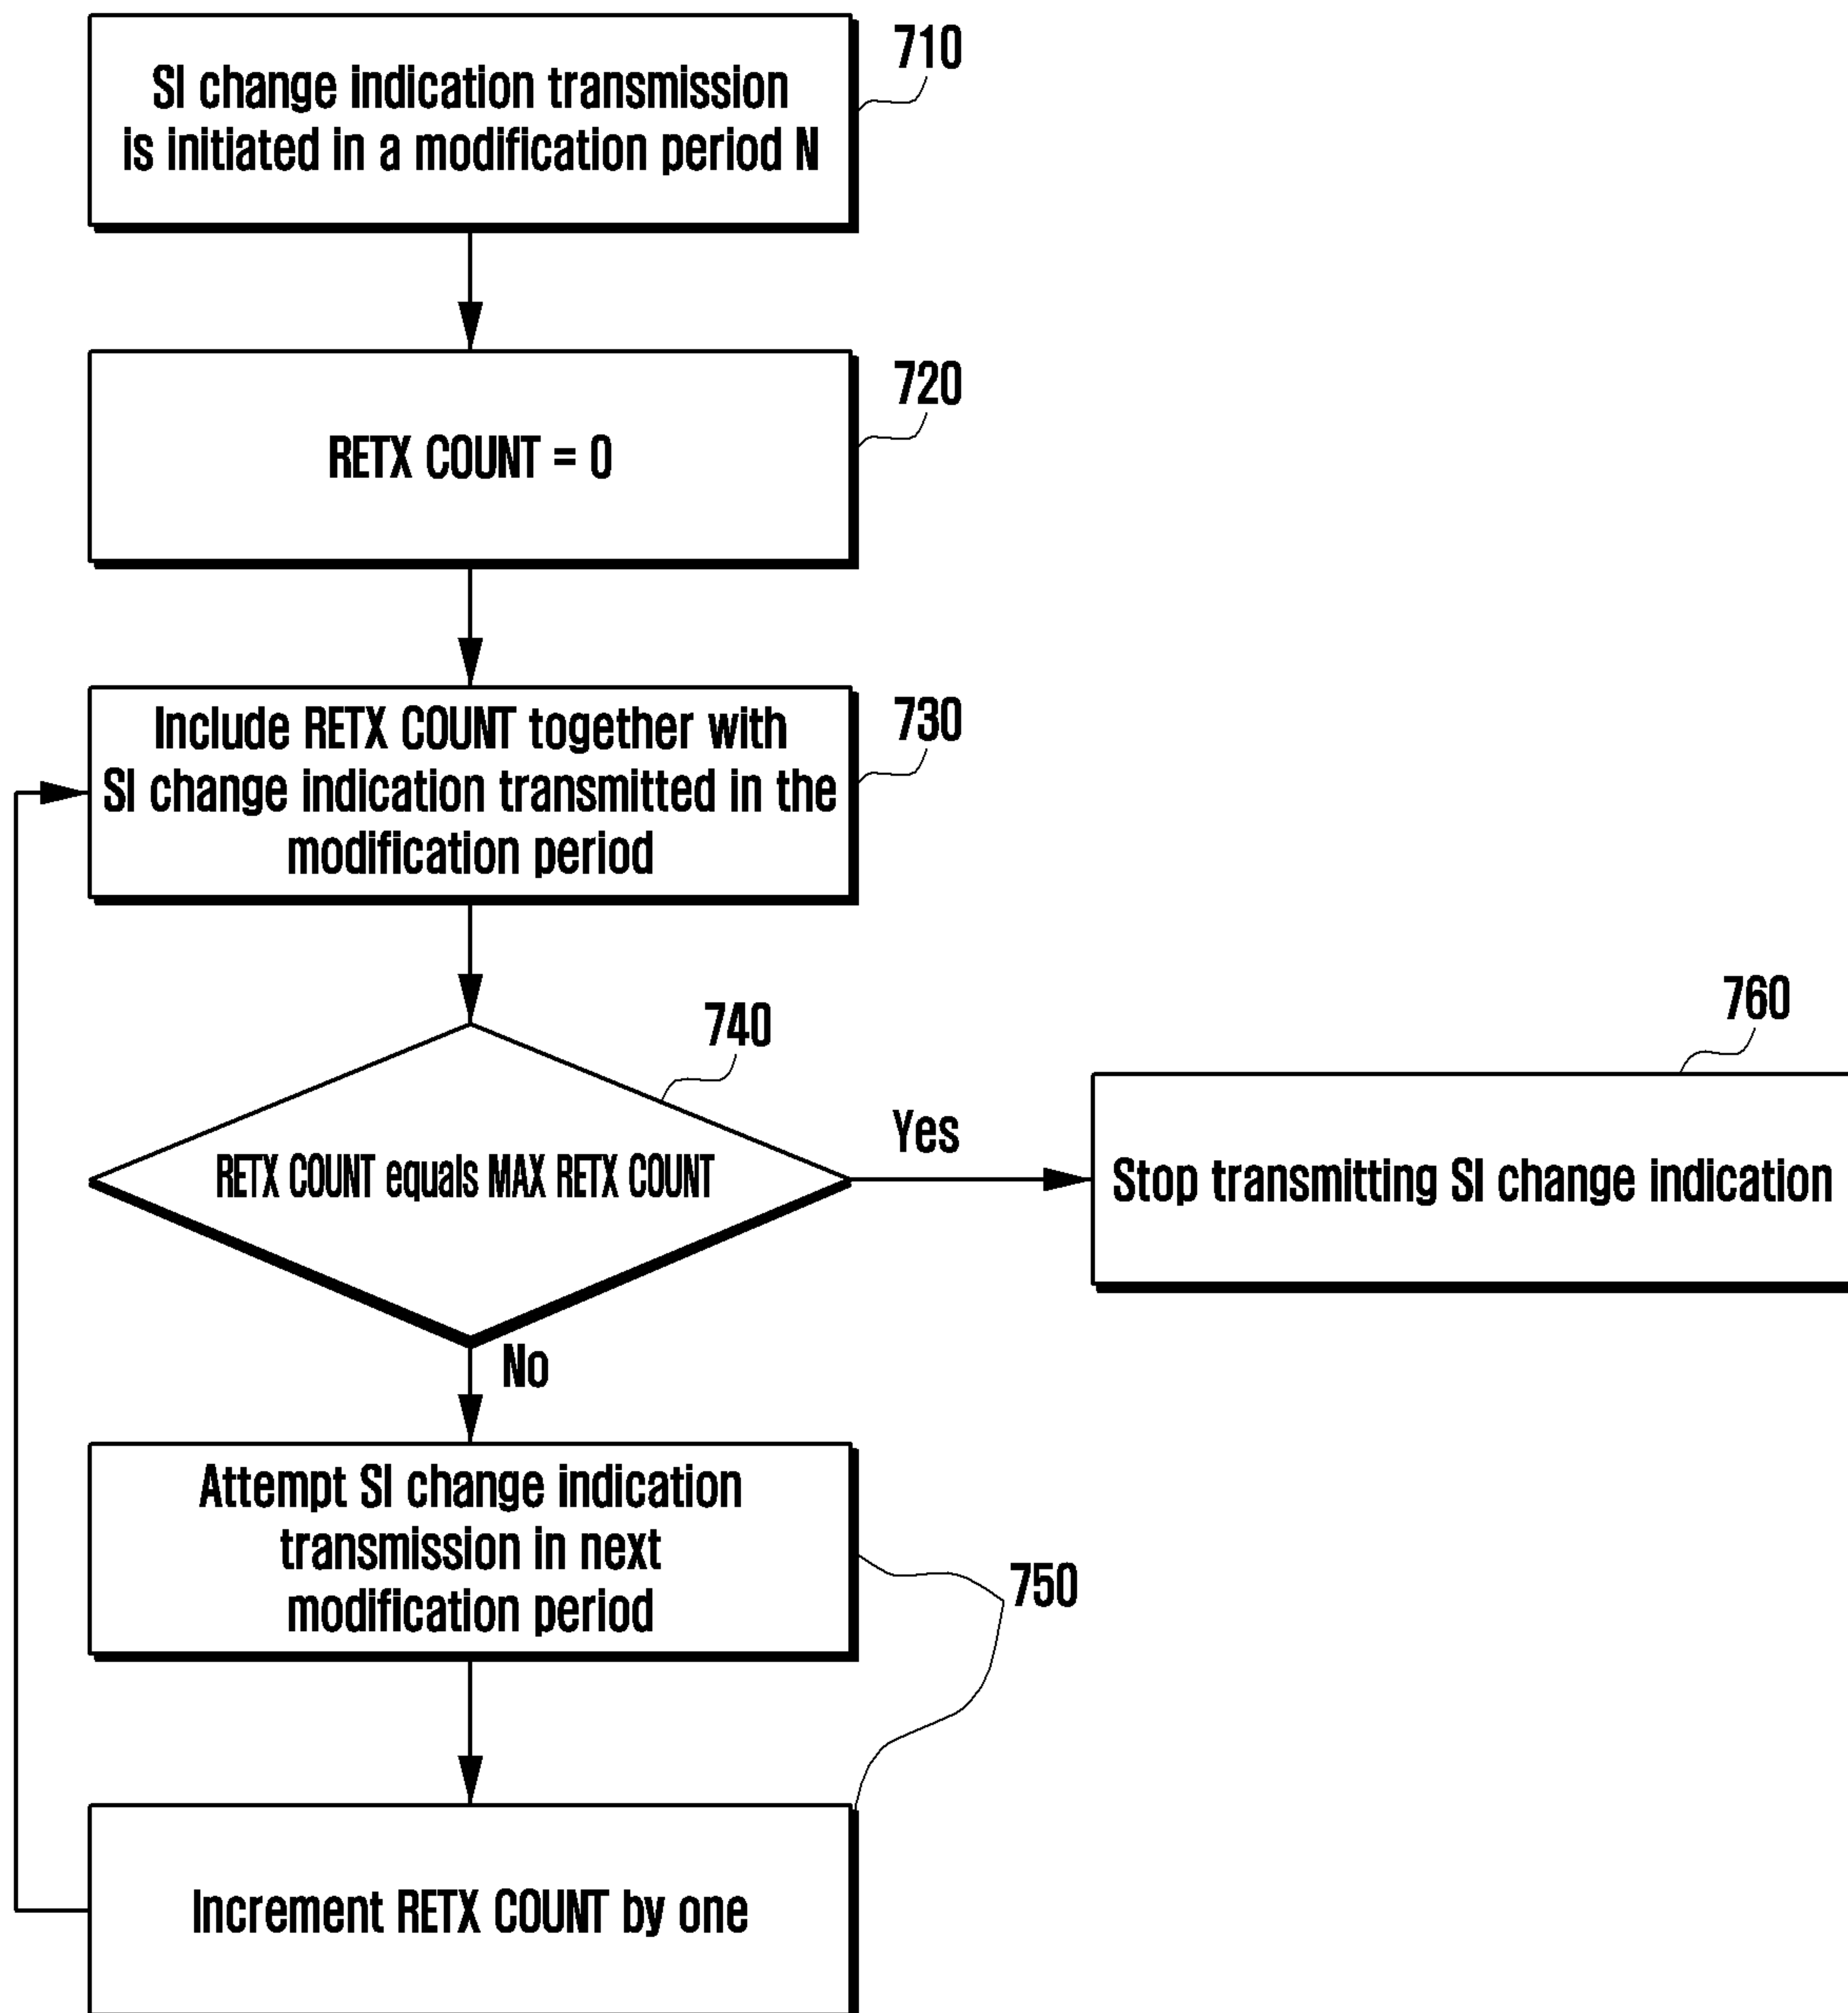 710
SI change indication transmission
is initiated in a modification period N
720
RETX COUNT = 0
730
Include RETX COUNT together with
SI change indication transmitted in the
modification period
740
RETX COUNT equals MAX RETX COUNT
Yes
760
Stop transmitting SI change indication
No
Attempt SI change indication
transmission in next
modification period
750
Increment RETX COUNT by one